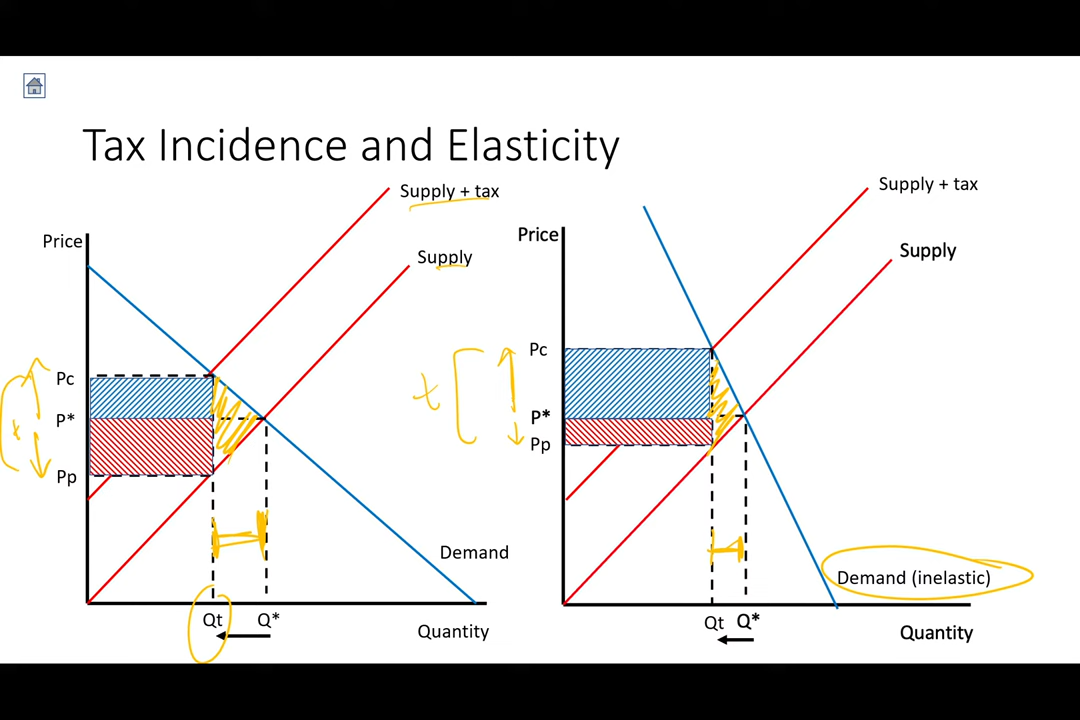 Tax Incidence and Elasticity
Supply + tax
Price
Supply
Pc
P*
t
Pp
Demand
Qt
Q*
Quantity
Supply + tax
Price
Supply
Pc
t
P*
Pp
Demand (inelastic)
Qt
Q*
Quantity